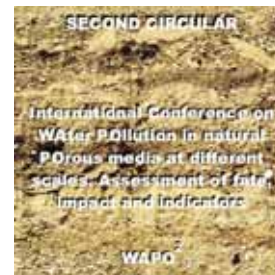 SECOND CIRCULAR
International Conference on
WAter POllution in natural
POrous media at different
scales. Assessment of fate,
impact and indicators
WAPO²